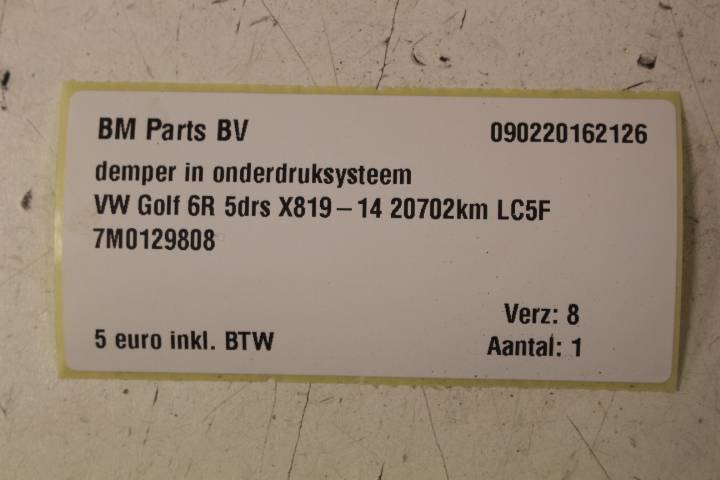 BM Parts BV 090220162126
demper in onderdruksysteem
VW Golf 6R 5drs X819-14 20702km LC5F
7M0129808
Verz: 8
5 euro inkl. BTW Aantal: 1